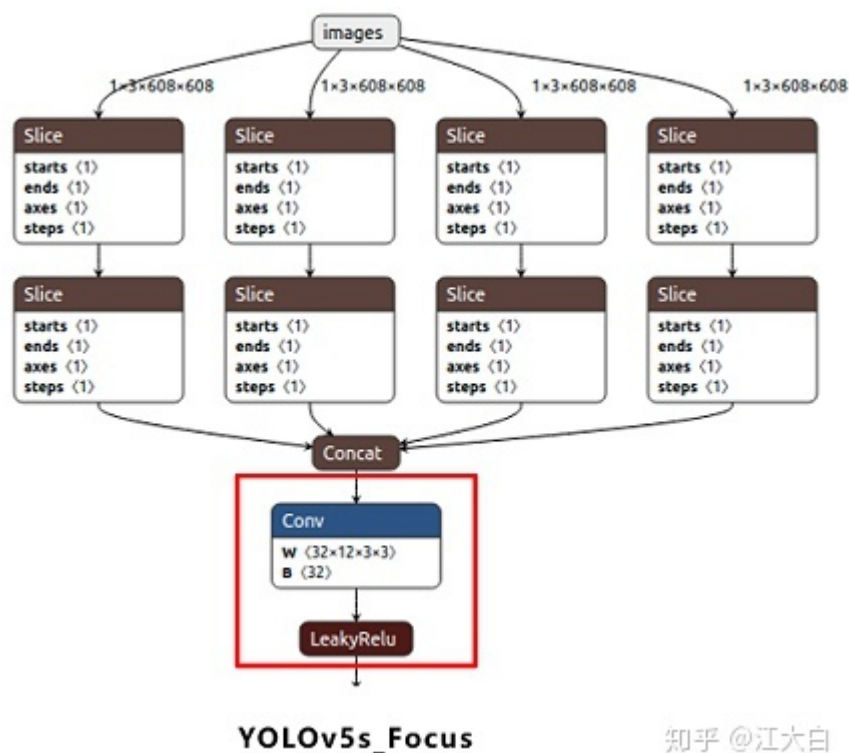 images
1×3×608×608 1×3×608×608 1×3×608×608 1×3×608×608
Slice Slice Slice Slice
starts 〈1〉 starts 〈1〉 starts 〈1〉 starts 〈1〉
ends 〈1〉 ends 〈1〉 ends 〈1〉 ends 〈1〉
axes 〈1〉 axes 〈1〉 axes 〈1〉 axes 〈1〉
steps 〈1〉 steps 〈1〉 steps 〈1〉 steps 〈1〉
Slice Slice Slice Slice
starts 〈1〉 starts 〈1〉 starts 〈1〉 starts 〈1〉
ends 〈1〉 ends 〈1〉 ends 〈1〉 ends 〈1〉
axes 〈1〉 axes 〈1〉 axes 〈1〉 axes 〈1〉
steps 〈1〉 steps 〈1〉 steps 〈1〉 steps 〈1〉
Concat
Conv
W 〈32×12×3×3〉
B 〈32〉
LeakyRelu
YOLOv5s_Focus
知乎 @江大白